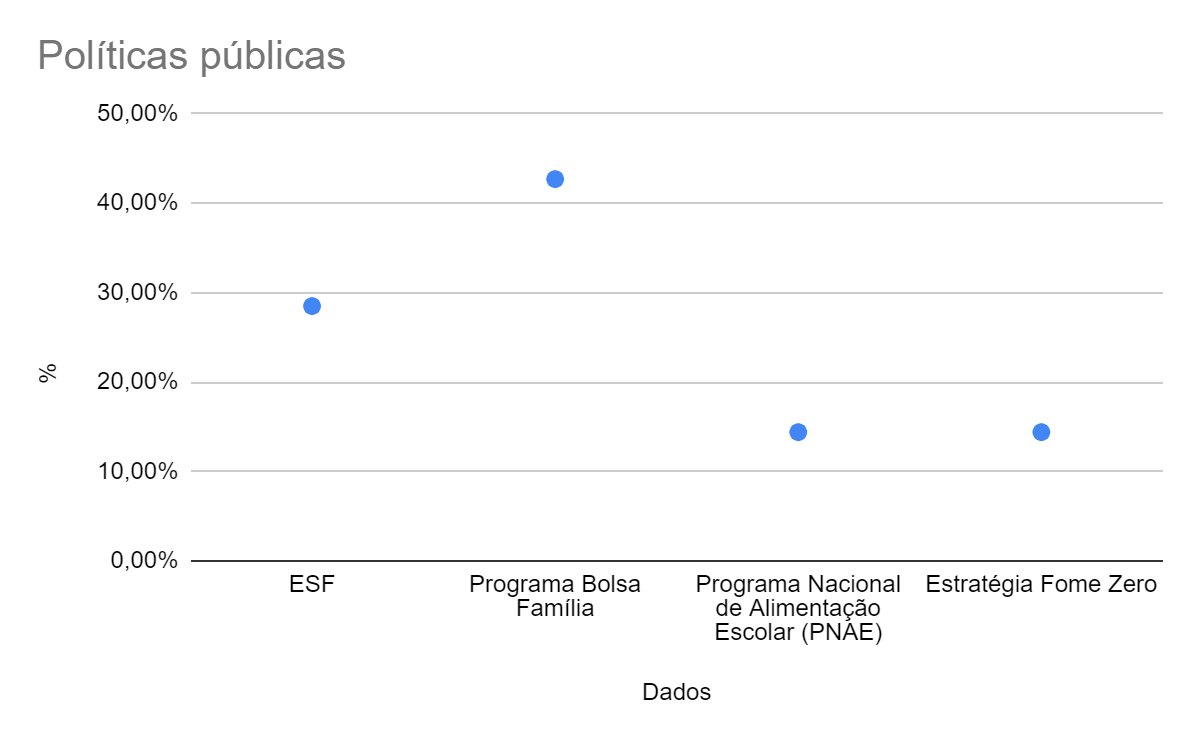 Políticas públicas
50,00%
40,00%
30,00%
20,00%
10,00%
0,00%
%
ESF
Programa Bolsa
Família
Programa Nacional
de Alimentação
Escolar (PNAE)
Estratégia Fome Zero
Dados